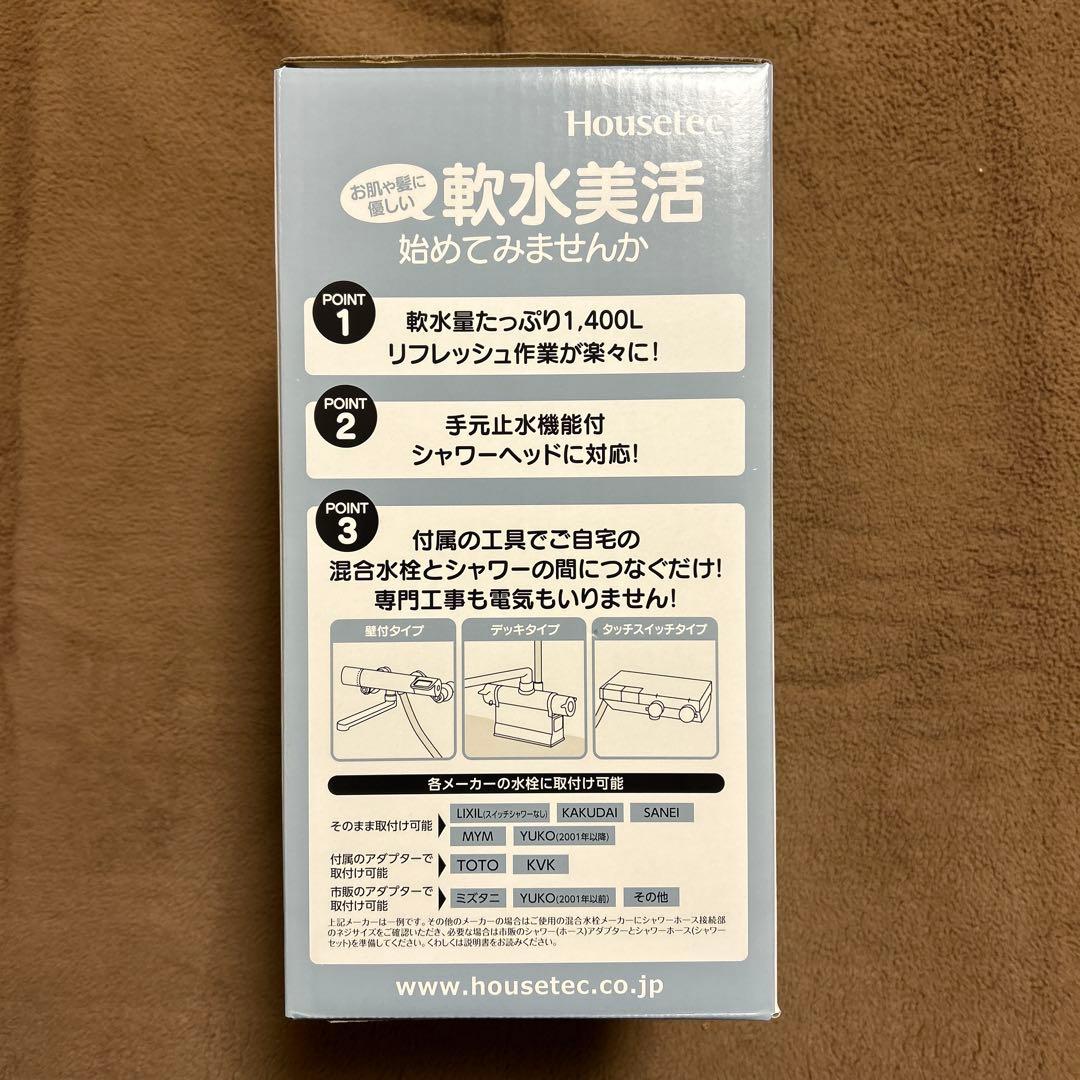 Housetec
お肌や髪に
優しい
軟水美活
始めてみませんか
POINT
1
軟水量たっぷり1,400L
リフレッシュ作業が楽々に!
POINT
2
手元止水機能付
シャワーヘッドに対応!
POINT
3
付属の工具でご自宅の
混合水栓とシャワーの間につなぐだけ!
専門工事も電気もいりません!
壁付タイプ
デッキタイプ
タッチスイッチタイプ
各メーカーの水栓に取付け可能
そのまま取付け可能
LIXIL(スイッチシャワーなし) KAKUDAI SANEI
MYM YUKO(2001年以降)
付属のアダプターで
取付け可能
TOTO KVK
市販のアダプターで
取付け可能
ミズタニ YUKO(2001年以前) その他
上記メーカーは一例です。その他のメーカーの場合はご使用の混合水栓メーカーにシャワーホース接続部
のネジサイズをご確認いただき、必要な場合は市販のシャワー(ホース)アダプターとシャワーホース(シャワー
セット)を準備してください。くわしくは説明書をお読みください。
www.housetec.co.jp